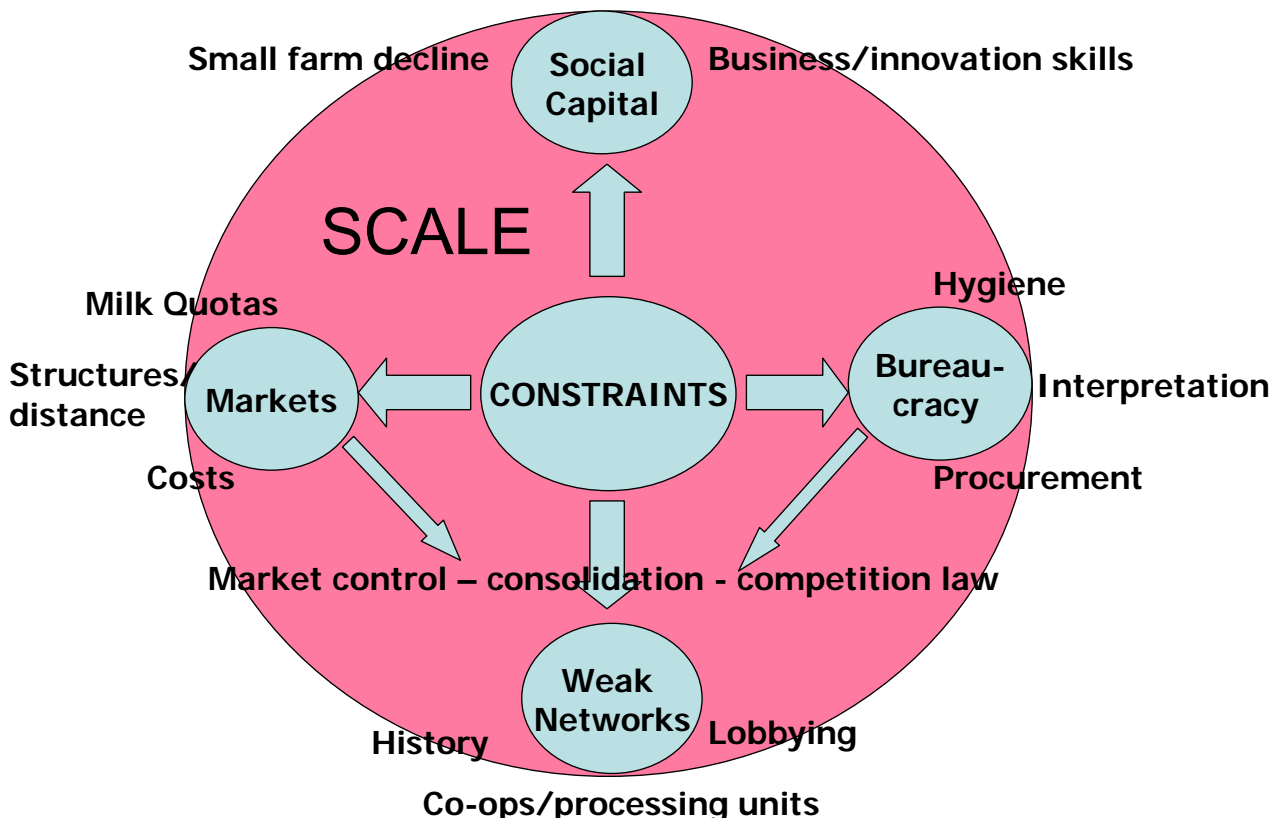 Small farm decline
Social
Capital
Business/innovation skills
SCALE
Milk Quotas
Hygiene
Structures/
distance
Markets
CONSTRAINTS
Bureau-
cracy
Interpretation
Costs
Procurement
Market control – consolidation - competition law
Weak
Networks
History
Lobbying
Co-ops/processing units